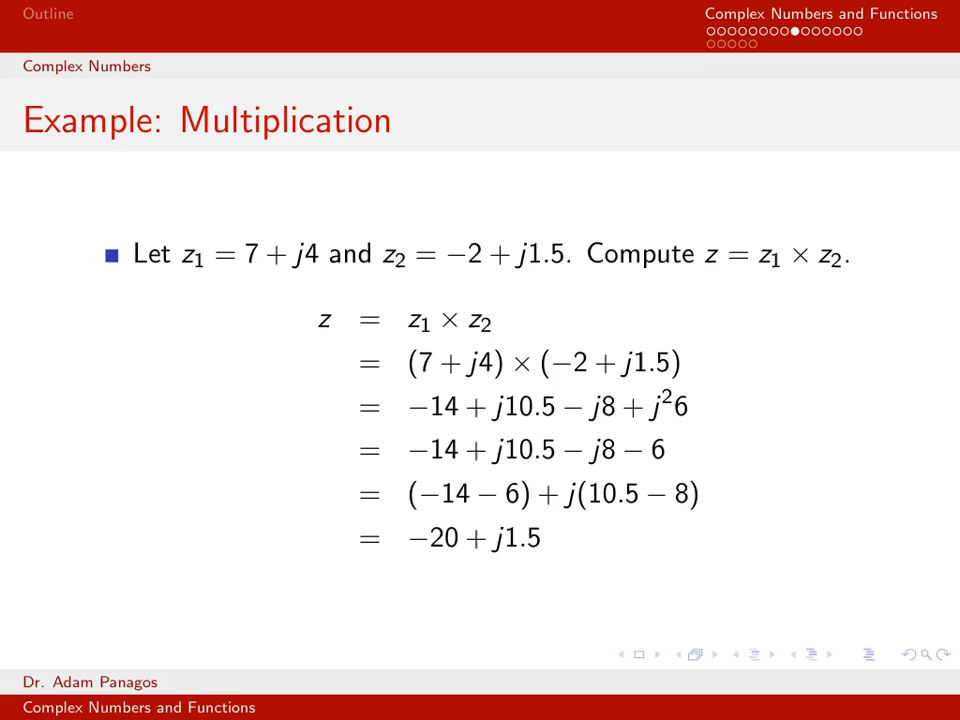 Outline
Complex Numbers and Functions
Complex Numbers
Example: Multiplication
Let z₁ = 7 + j4 and z₂ = −2 + j1.5. Compute z = z₁ × z₂.
z = z₁ × z₂
= (7 + j4) × (−2 + j1.5)
= −14 + j10.5 − j8 + j²6
= −14 + j10.5 − j8 − 6
= (−14 − 6) + j(10.5 − 8)
= −20 + j1.5
Dr. Adam Panagos
Complex Numbers and Functions